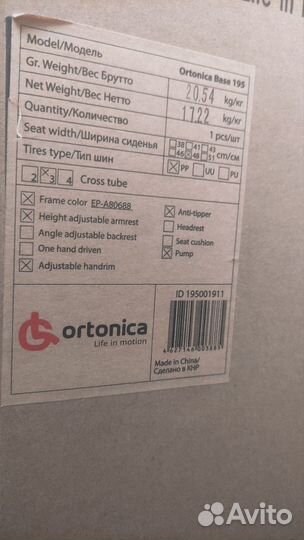 Model/Модель Ortonica Base 195
Gr. Weight/Вес Брутто 20.54 kg/кг
Net Weight/Вес Нетто 17.22 kg/кг
Quantity/Количество 1 pcs/шт
Seat width/Ширина сиденья 38 41 43 46 48 51 cm/см
Tires type/Тип шин PP UU PU
2 3 4 Cross tube
Frame color EP-A80688
Height adjustable armrest
Angle adjustable backrest
One hand driven
Adjustable handrim
Anti-tipper
Headrest
Seat cushion
Pump
ortonica
Life in motion
ID 195001911
Made in China/
Сделано в КНР
Avito